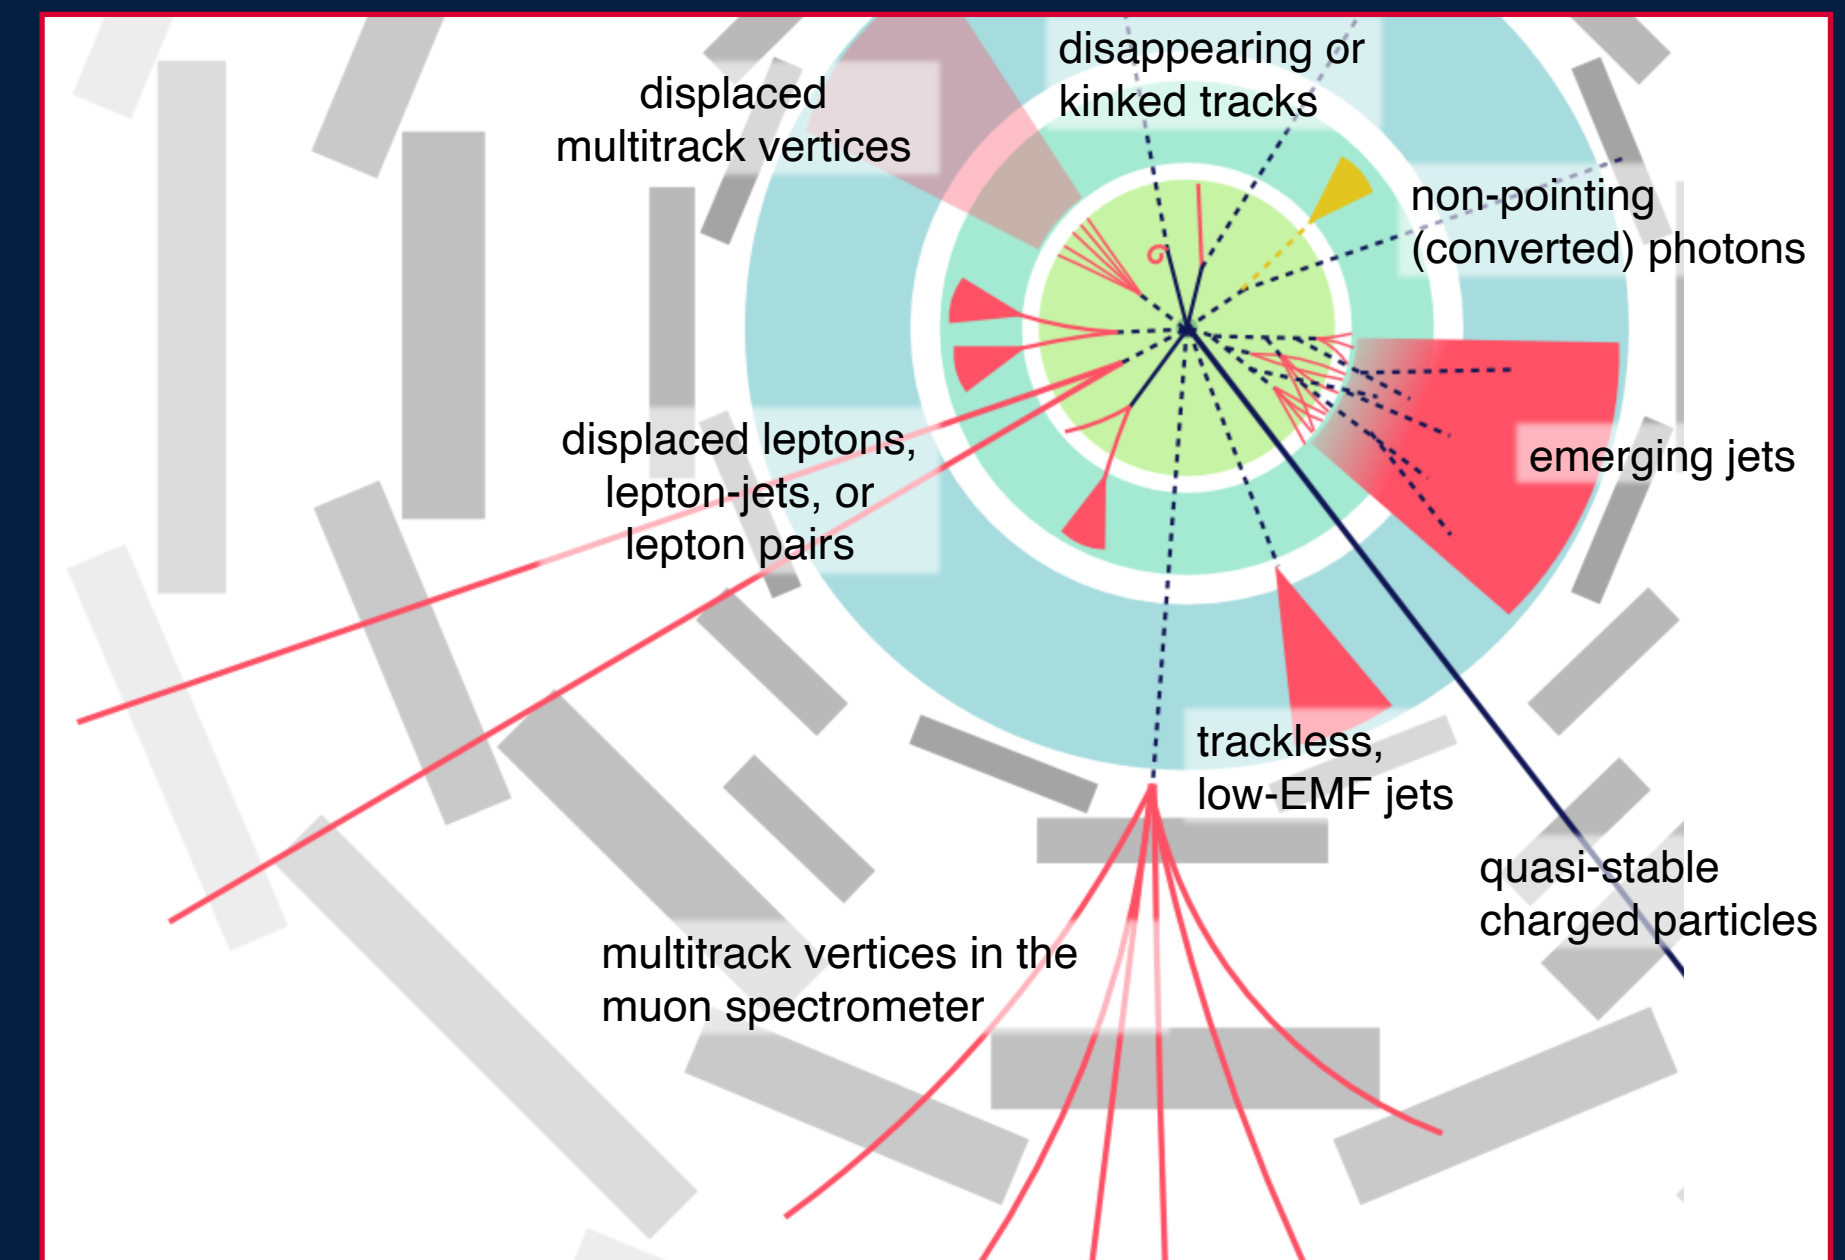 disappearing or
kinked tracks
displaced
multitrack vertices
non-pointing
(converted) photons
displaced leptons,
lepton-jets, or
lepton pairs
emerging jets
trackless,
low-EMF jets
quasi-stable
charged particles
multitrack vertices in the
muon spectrometer